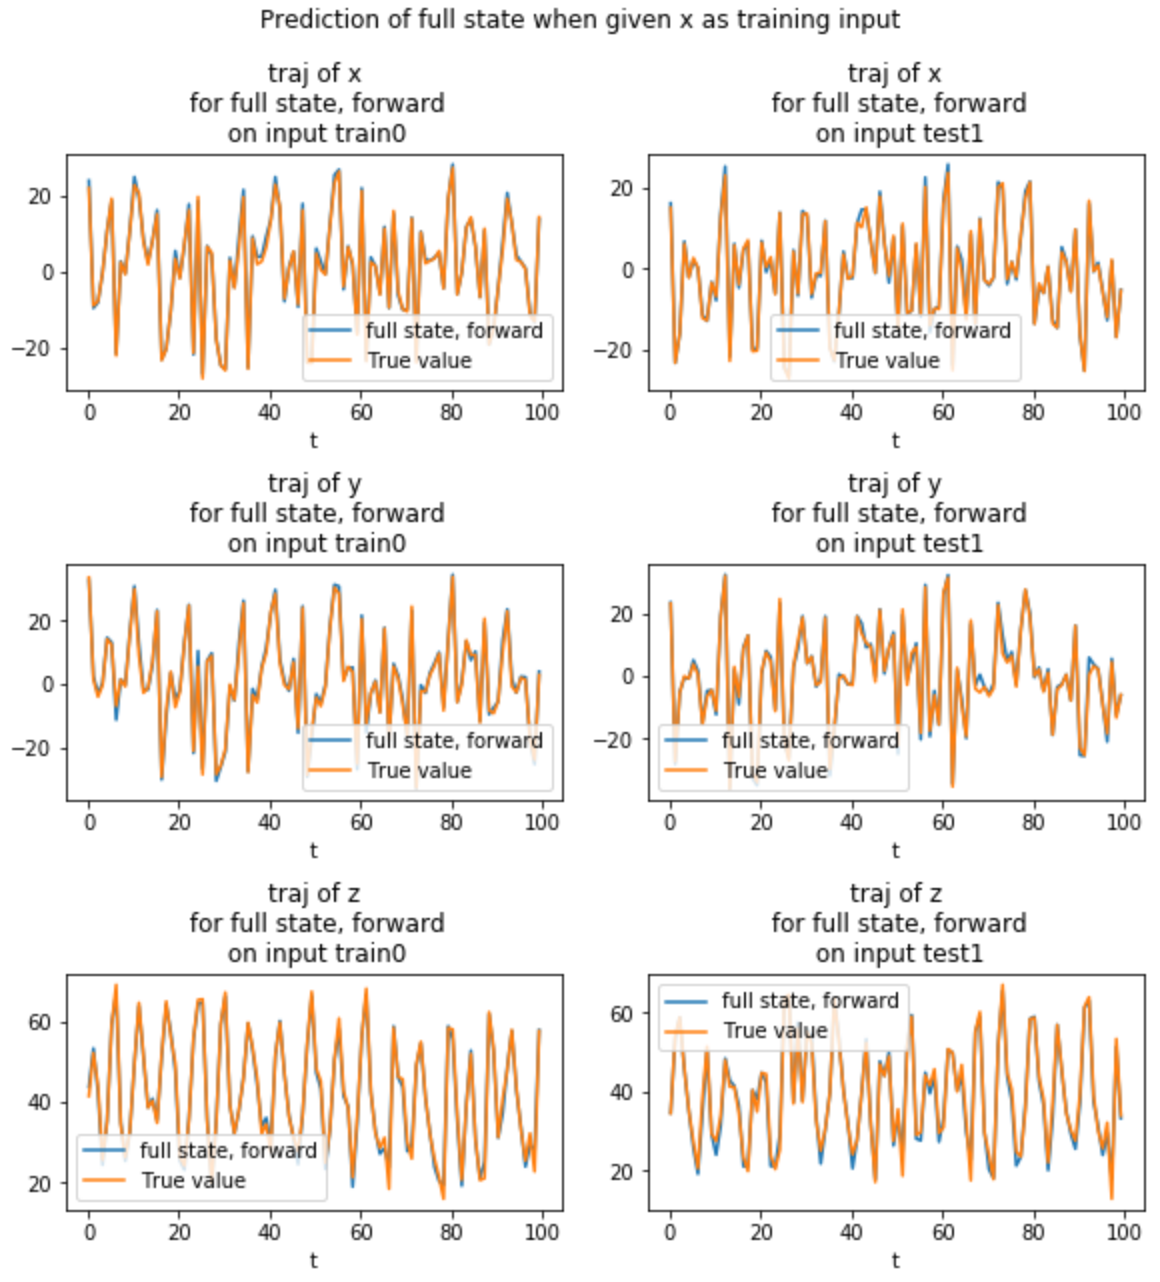 Prediction of full state when given x as training input
traj of x
for full state, forward
on input train0
20
0
−20
full state, forward
True value
0 20 40 60 80 100
t
traj of x
for full state, forward
on input test1
20
0
−20
full state, forward
True value
0 20 40 60 80 100
t
traj of y
for full state, forward
on input train0
20
0
−20
full state, forward
True value
0 20 40 60 80 100
t
traj of y
for full state, forward
on input test1
20
0
−20
full state, forward
True value
0 20 40 60 80 100
t
traj of z
for full state, forward
on input train0
60
40
20
full state, forward
True value
0 20 40 60 80 100
t
traj of z
for full state, forward
on input test1
full state, forward
True value
60
40
20
0 20 40 60 80 100
t